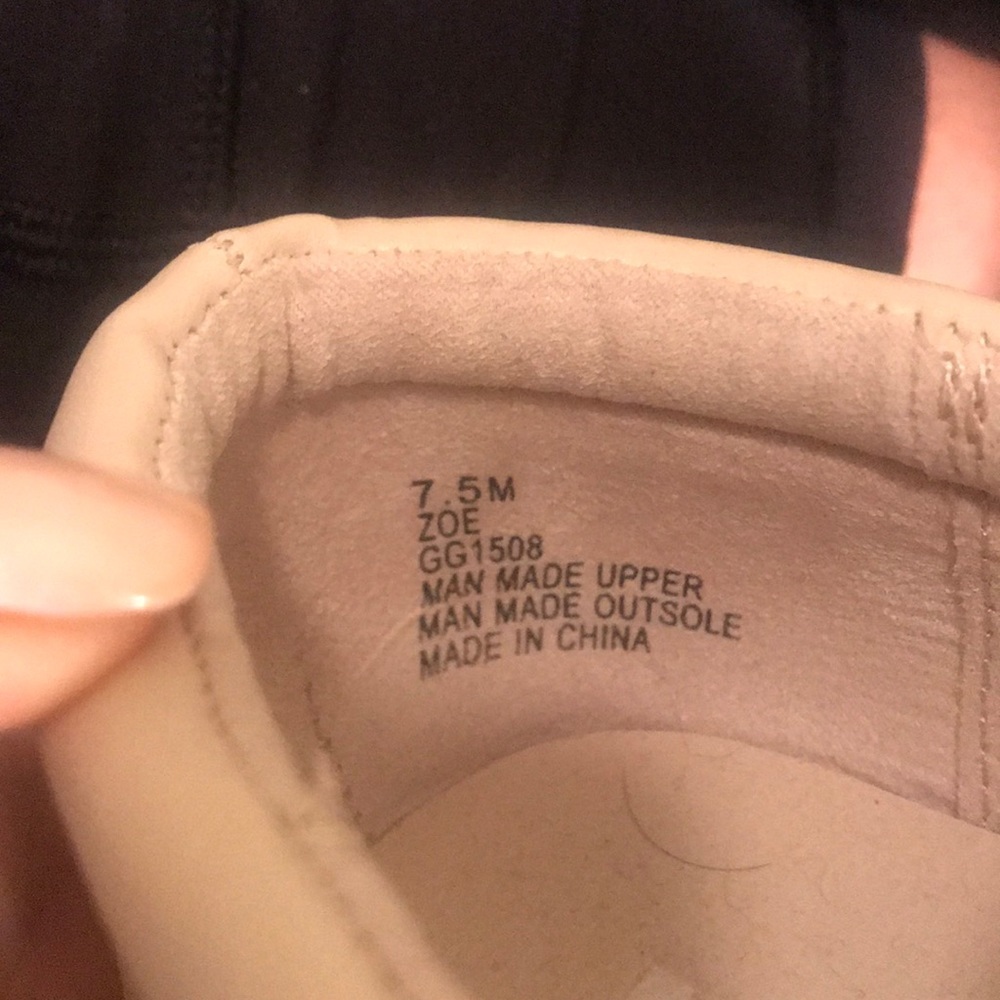 7.5M
ZOE
GG1508
MAN MADE UPPER
MAN MADE OUTSOLE
MADE IN CHINA